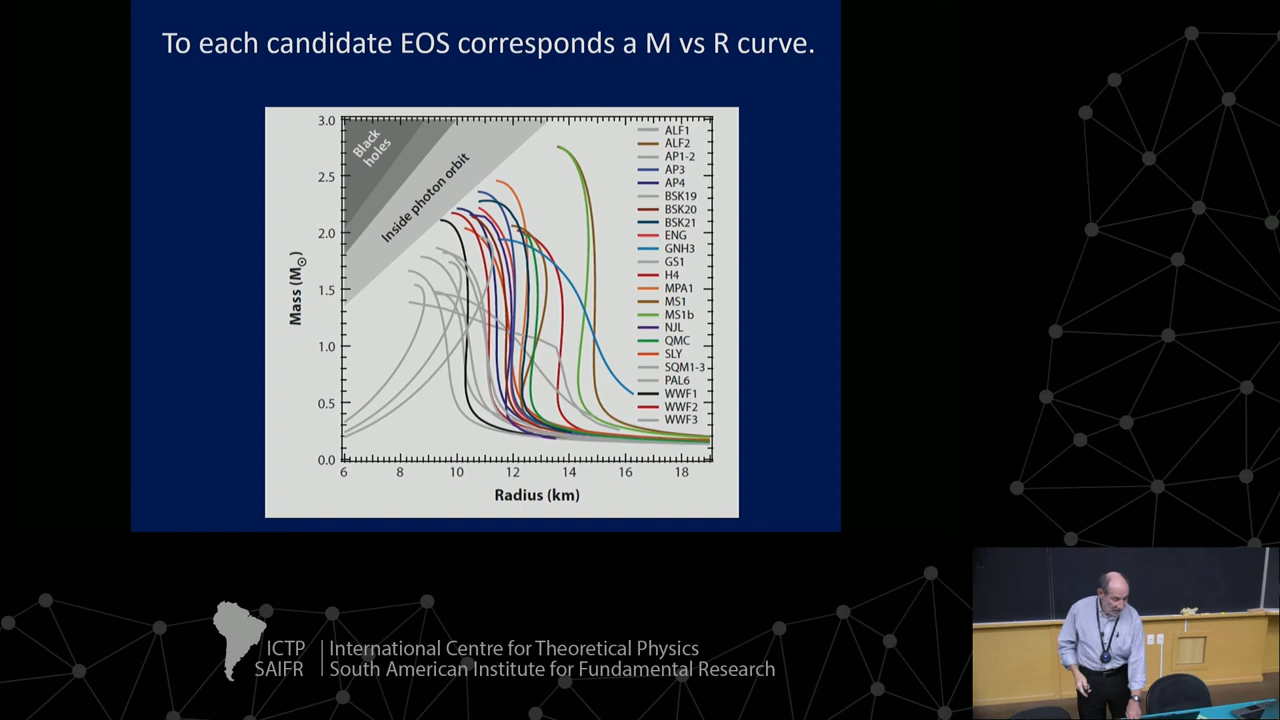 To each candidate EOS corresponds a M vs R curve.
Black
holes
Inside photon orbit
Mass (M⊙)
3.0
2.5
2.0
1.5
1.0
0.5
0.0
6 8 10 12 14 16 18
Radius (km)
ALF1
ALF2
AP1-2
AP3
AP4
BSK19
BSK20
BSK21
ENG
GNH3
GS1
H4
MPA1
MS1
MS1b
NJL
QMC
SLY
SQM1-3
PAL6
WWF1
WWF2
WWF3
ICTP International Centre for Theoretical Physics
SAIFR South American Institute for Fundamental Research